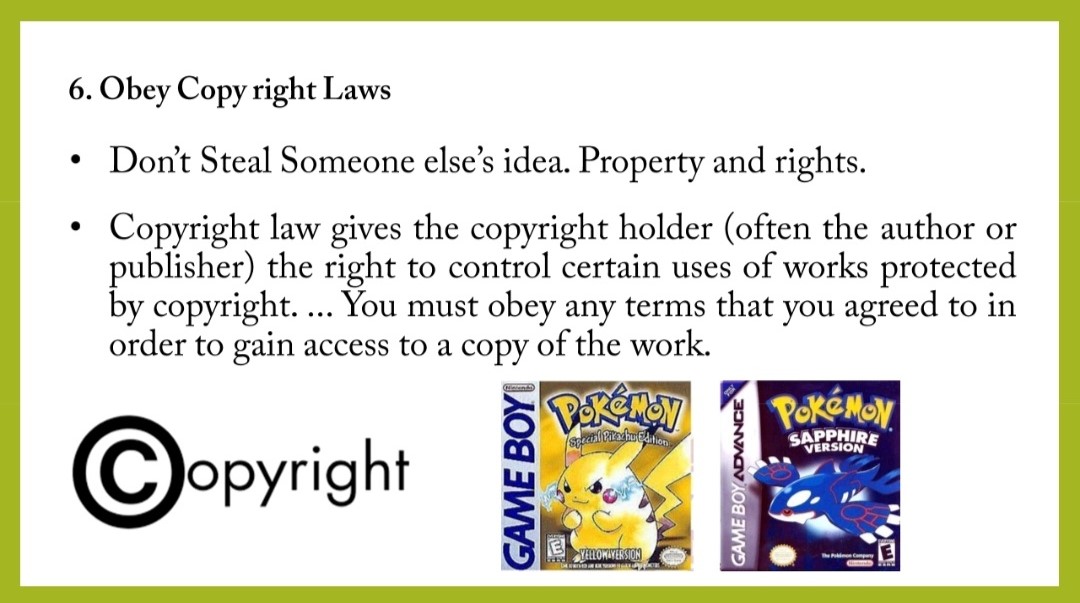 6. Obey Copy right Laws
• Don’t Steal Someone else’s idea. Property and rights.
• Copyright law gives the copyright holder (often the author or
publisher) the right to control certain uses of works protected
by copyright. ... You must obey any terms that you agreed to in
order to gain access to a copy of the work.
©opyright
Nintendo
GAME BOY
POKéMON
Special Pikachu Edition
YELLOW VERSION
E
GAME BOY ADVANCE
POKéMON
SAPPHIRE
VERSION
The Pokémon Company
Nintendo
E